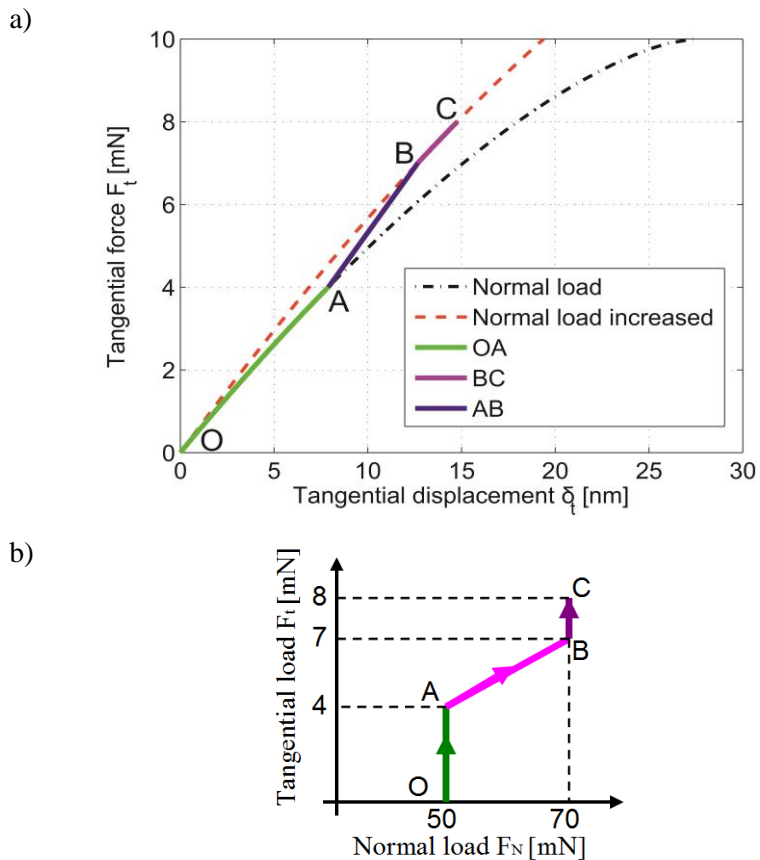 a)
10
8
6
4
2
0
Tangential force F_t [mN]
C
B
A
O
Normal load
Normal load increased
OA
BC
AB
0 5 10 15 20 25 30
Tangential displacement δ_t [nm]
b)
Tangential load Ft [mN]
8
7
4
C
B
A
O
50 70
Normal load FN [mN]